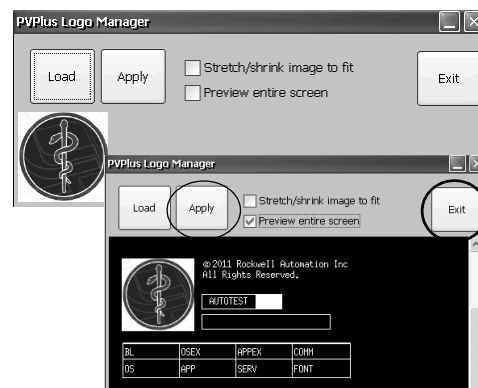 PVPlus Logo Manager
Load
Apply
Stretch/shrink image to fit
Preview entire screen
Exit
PVPlus Logo Manager
Load
Apply
Stretch/shrink image to fit
Preview entire screen
Exit
© 2011 Rockwell Automation Inc
All Rights Reserved.
AUTOTEST
BL OSEX APPEX COMM
OS APP SERV FONT